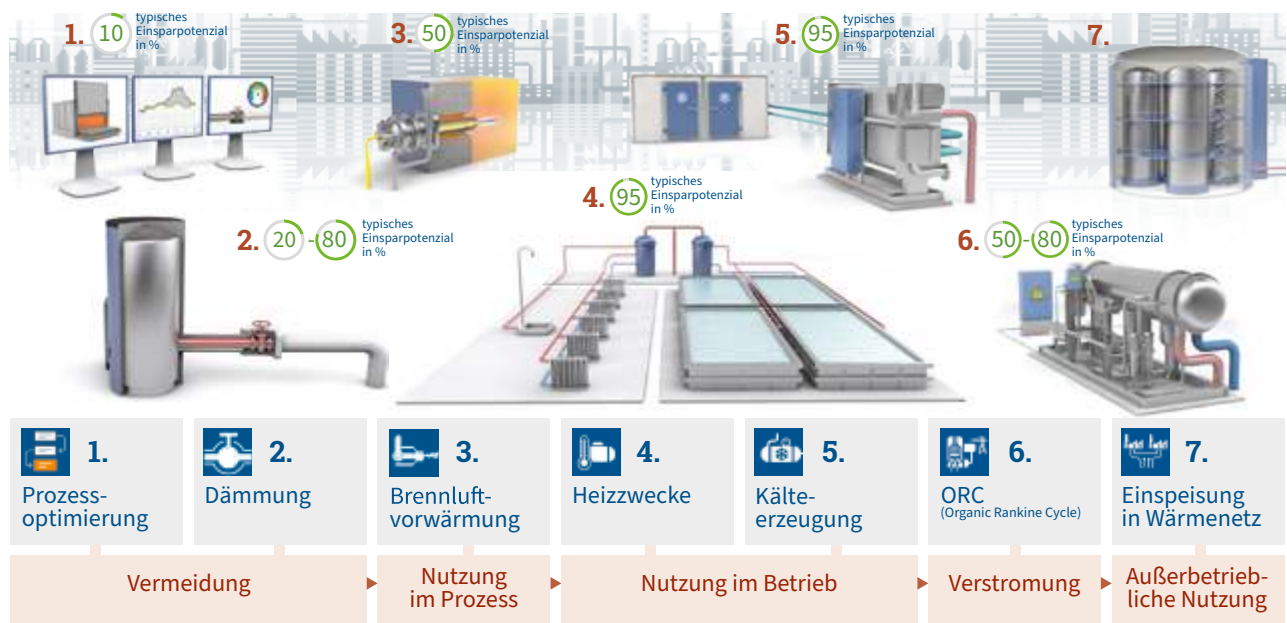 1. 10 typisches
Einsparpotenzial
in %
3. 50 typisches
Einsparpotenzial
in %
5. 95 typisches
Einsparpotenzial
in %
7.
2. 20 - 80 typisches
Einsparpotenzial
in %
4. 95 typisches
Einsparpotenzial
in %
6. 50 - 80 typisches
Einsparpotenzial
in %
1.
Prozess-
optimierung
2.
Dämmung
3.
Brennluft-
vorwärmung
4.
Heizzwecke
5.
Kälte-
erzeugung
6.
ORC
(Organic Rankine Cycle)
7.
Einspeisung
in Wärmenetz
Vermeidung
Nutzung
im Prozess
Nutzung im Betrieb
Verstromung
Außerbetrieb-
liche Nutzung